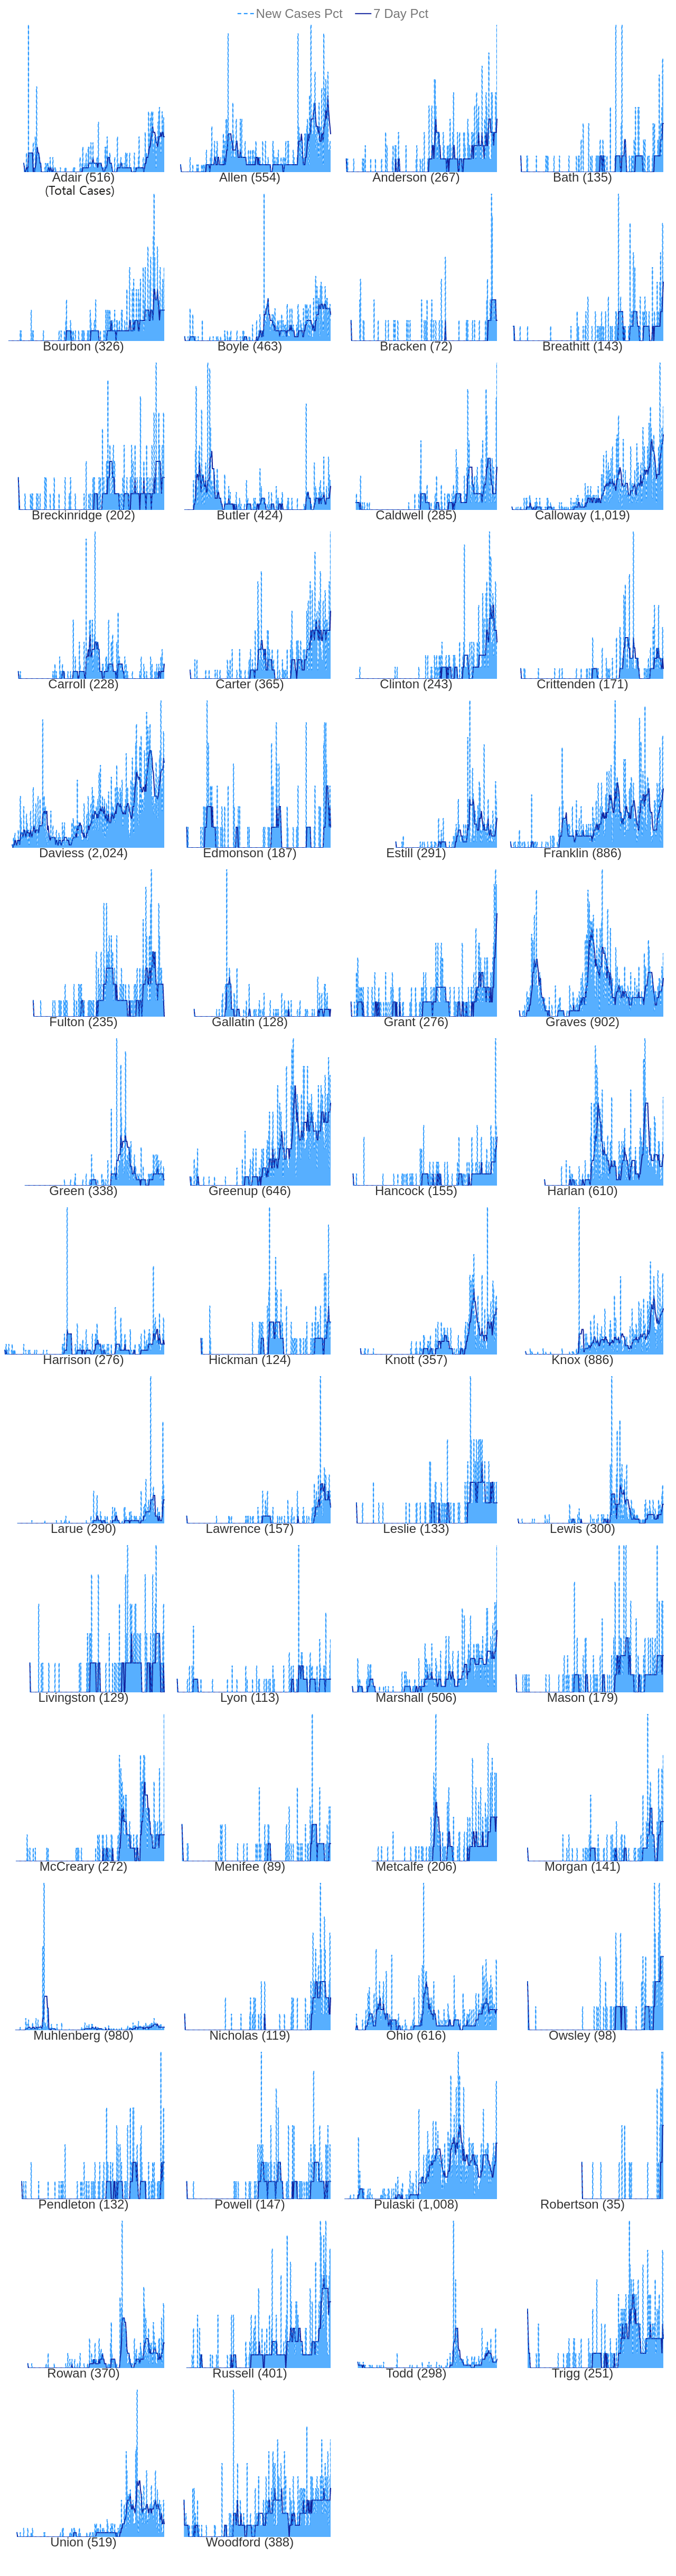 New Cases Pct 7 Day Pct
Adair (516) Allen (554) Anderson (267) Bath (135)
(Total Cases)
Bourbon (326) Boyle (463) Bracken (72) Breathitt (143)
Breckinridge (202) Butler (424) Caldwell (285) Calloway (1,019)
Carroll (228) Carter (365) Clinton (243) Crittenden (171)
Daviess (2,024) Edmonson (187) Estill (291) Franklin (886)
Fulton (235) Gallatin (128) Grant (276) Graves (902)
Green (338) Greenup (646) Hancock (155) Harlan (610)
Harrison (276) Hickman (124) Knott (357) Knox (886)
Larue (290) Lawrence (157) Leslie (133) Lewis (300)
Livingston (129) Lyon (113) Marshall (506) Mason (179)
McCreary (272) Menifee (89) Metcalfe (206) Morgan (141)
Muhlenberg (980) Nicholas (119) Ohio (616) Owsley (98)
Pendleton (132) Powell (147) Pulaski (1,008) Robertson (35)
Rowan (370) Russell (401) Todd (298) Trigg (251)
Union (519) Woodford (388)